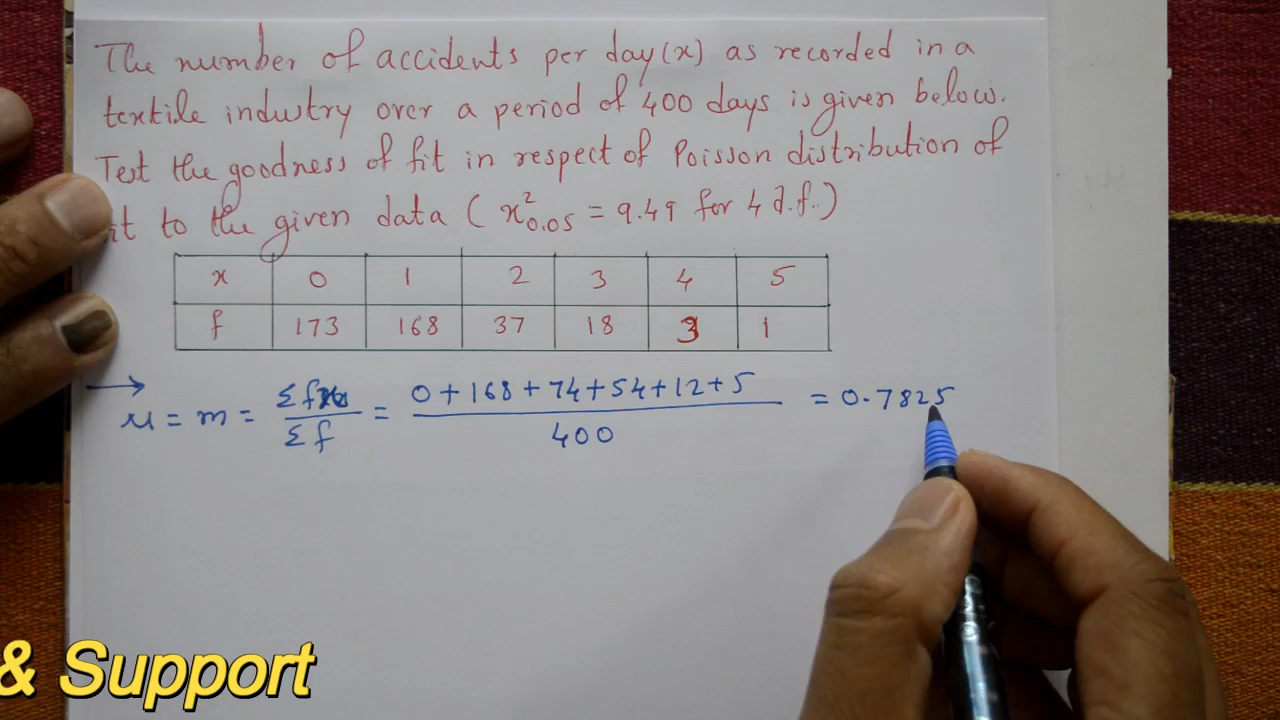 The number of accidents per day (x) as recorded in a
textile industry over a period of 400 days is given below.
Test the goodness of fit in respect of Poisson distribution of
it to the given data ( x²0.05 = 9.49 for 4 d.f.)
x 0 1 2 3 4 5
f 173 168 37 18 3 1
→ μ = m = Σfx / Σf = 0+168+74+54+12+5 / 400 = 0.7825
& Support